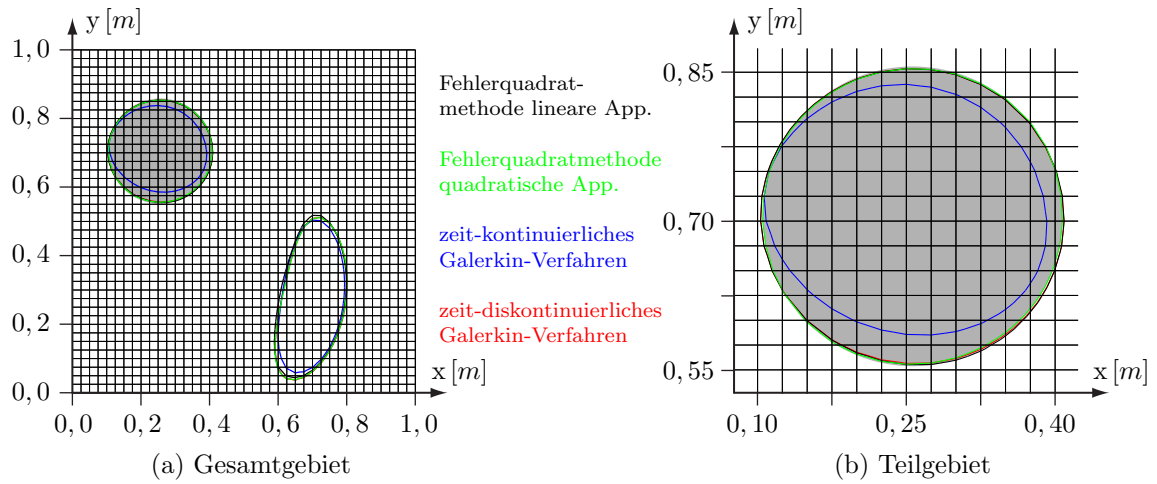 y [m]
1, 0
0, 8
0, 6
0, 4
0, 2
0, 0
x [m]
0, 0 0, 2 0, 4 0, 6 0, 8 1, 0
(a) Gesamtgebiet
Fehlerquadrat-
methode lineare App.
Fehlerquadratmethode
quadratische App.
zeit-kontinuierliches
Galerkin-Verfahren
zeit-diskontinuierliches
Galerkin-Verfahren
y [m]
0, 85
0, 70
0, 55
x [m]
0, 10 0, 25 0, 40
(b) Teilgebiet